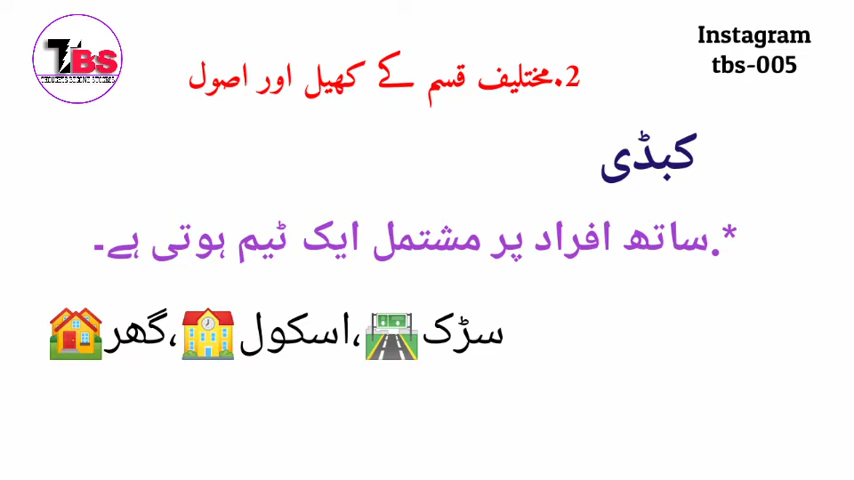 TBS
Instagram
tbs-005
2.مختلیف قسم کے کھیل اور اصول
کبڈی
*.ساتھ افراد پر مشتمل ایک ٹیم ہوتی ہے۔
سڑک🛣️،اسکول🏫،گھر🏠